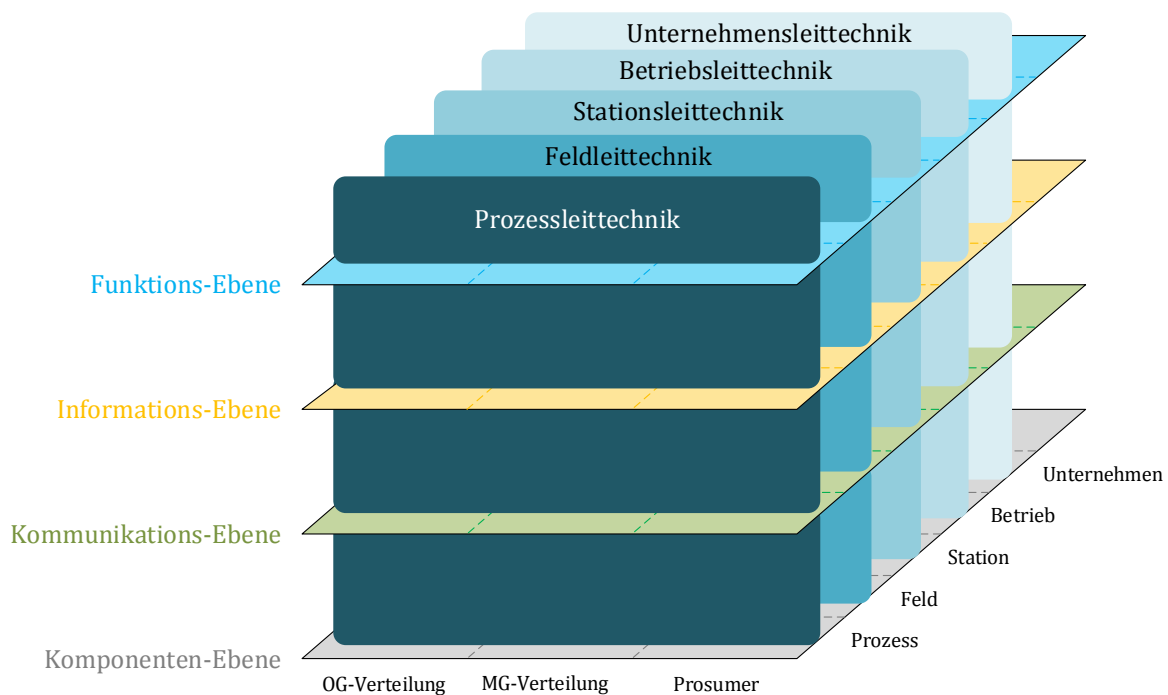 Unternehmensleittechnik
Betriebsleittechnik
Stationsleittechnik
Feldleittechnik
Prozessleittechnik
Funktions-Ebene
Informations-Ebene
Kommunikations-Ebene
Komponenten-Ebene
Unternehmen
Betrieb
Station
Feld
Prozess
OG-Verteilung
MG-Verteilung
Prosumer